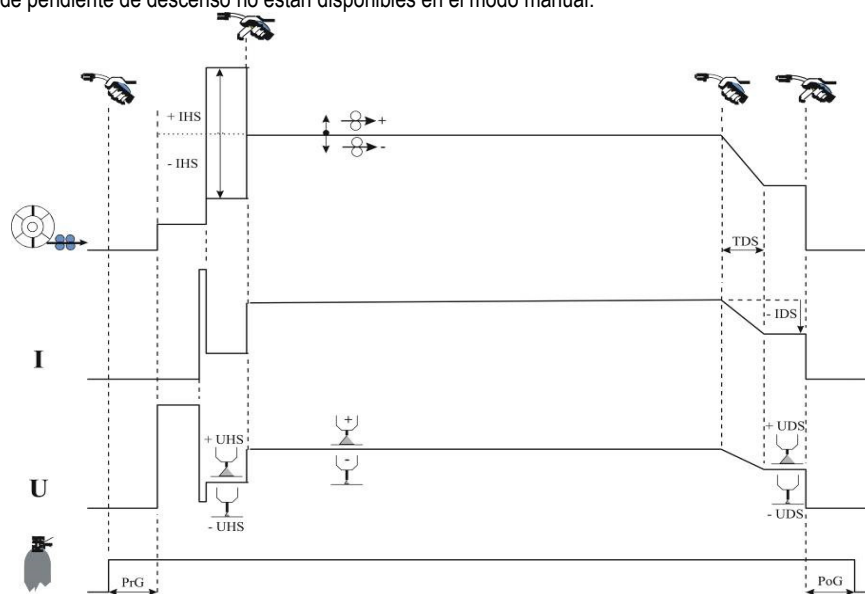 de pendiente de descenso no están disponibles en el modo manual.
+ IHS
- IHS
+
-
TDS
- IDS
I
+ UHS
+
+ UDS
-
U
- UHS
- UDS
PrG
PoG